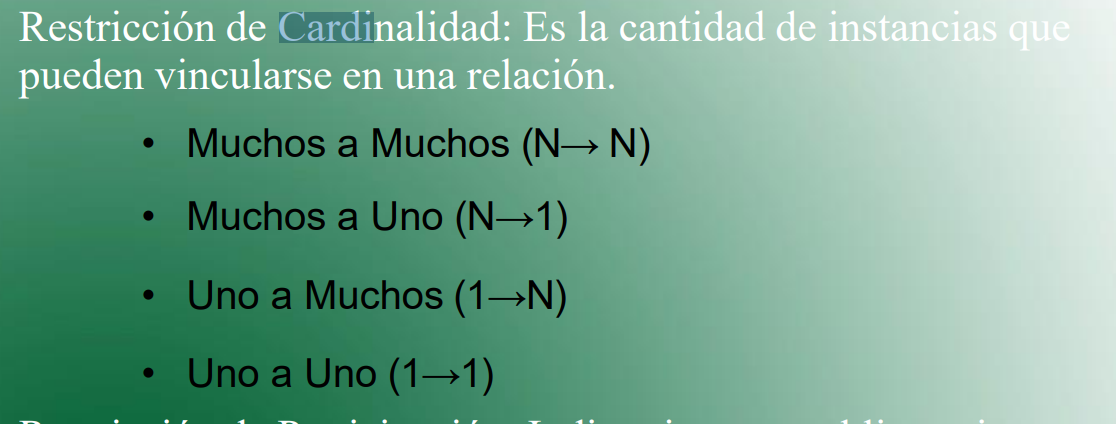 Restricción de Cardinalidad: Es la cantidad de instancias que
pueden vincularse en una relación.
• Muchos a Muchos (N→ N)
• Muchos a Uno (N→1)
• Uno a Muchos (1→N)
• Uno a Uno (1→1)